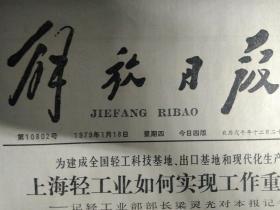 解放日报
JIEFANG RIBAO
第10802号 1979年1月18日 星期四 今日四版
为建成全国轻工科技基地、出口基地和现代化生产
上海轻工业如何实现工作重
——记轻工业部部长梁灵光对本报记